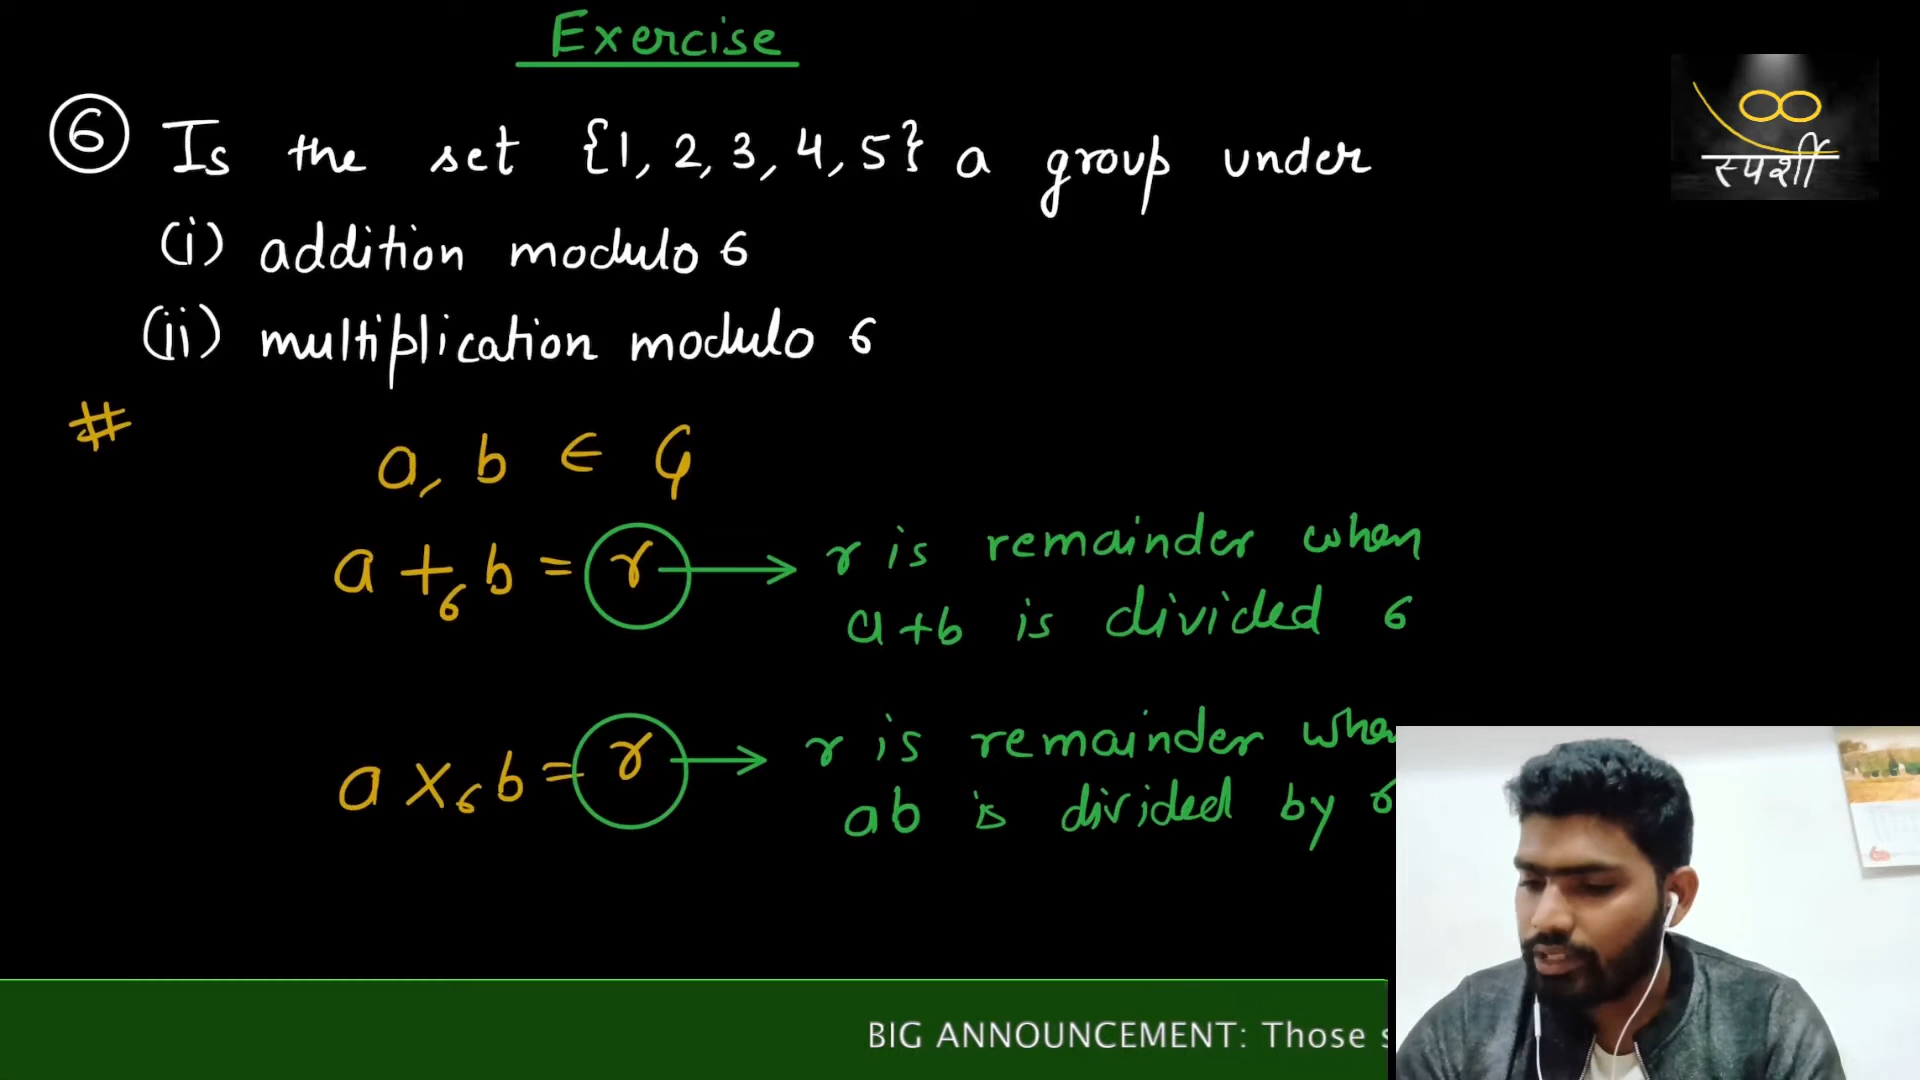 Exercise
6 Is the set {1, 2, 3, 4, 5} a group under
(i) addition modulo 6
(ii) multiplication modulo 6
#
a, b ∈ G
a +₆ b = r → r is remainder when
a+b is divided 6
a ×₆ b = r → r is remainder
ab is divided by
स्पर्शी
BIG ANNOUNCEMENT: Those